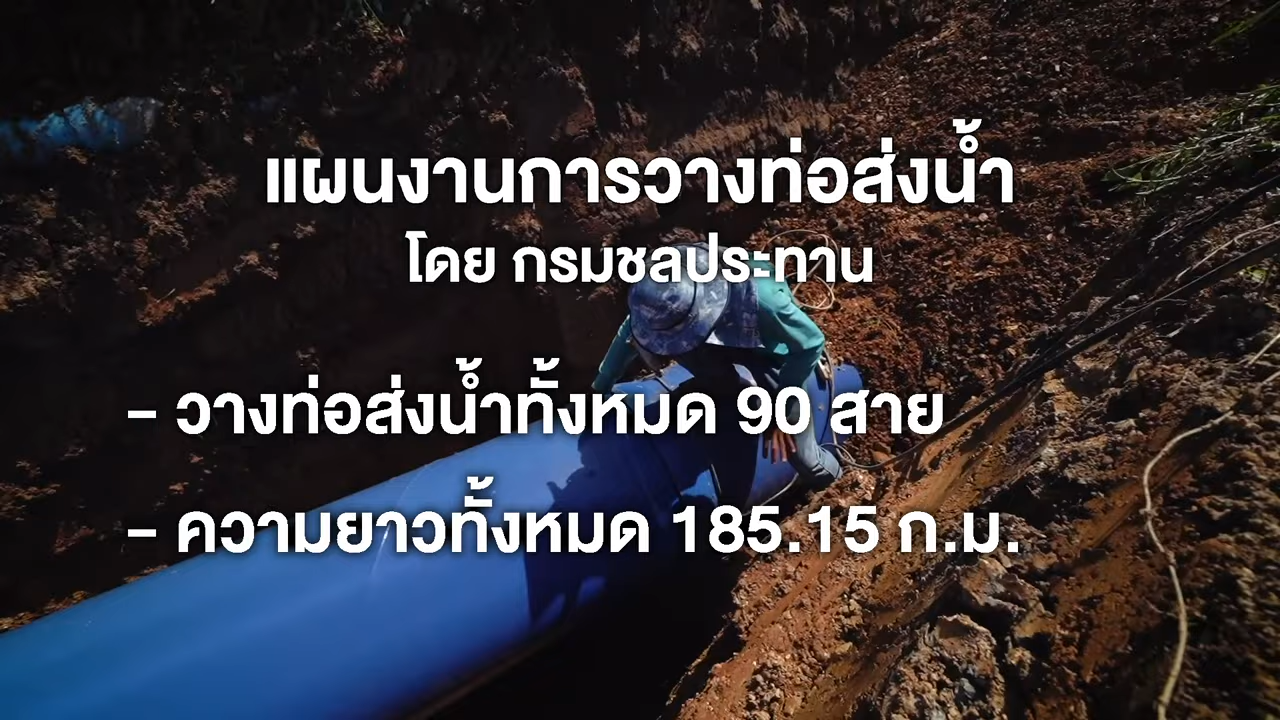 แผนงานการวางท่อส่งน้ำ
โดย กรมชลประทาน
- วางท่อส่งน้ำทั้งหมด 90 สาย
- ความยาวทั้งหมด 185.15 ก.ม.